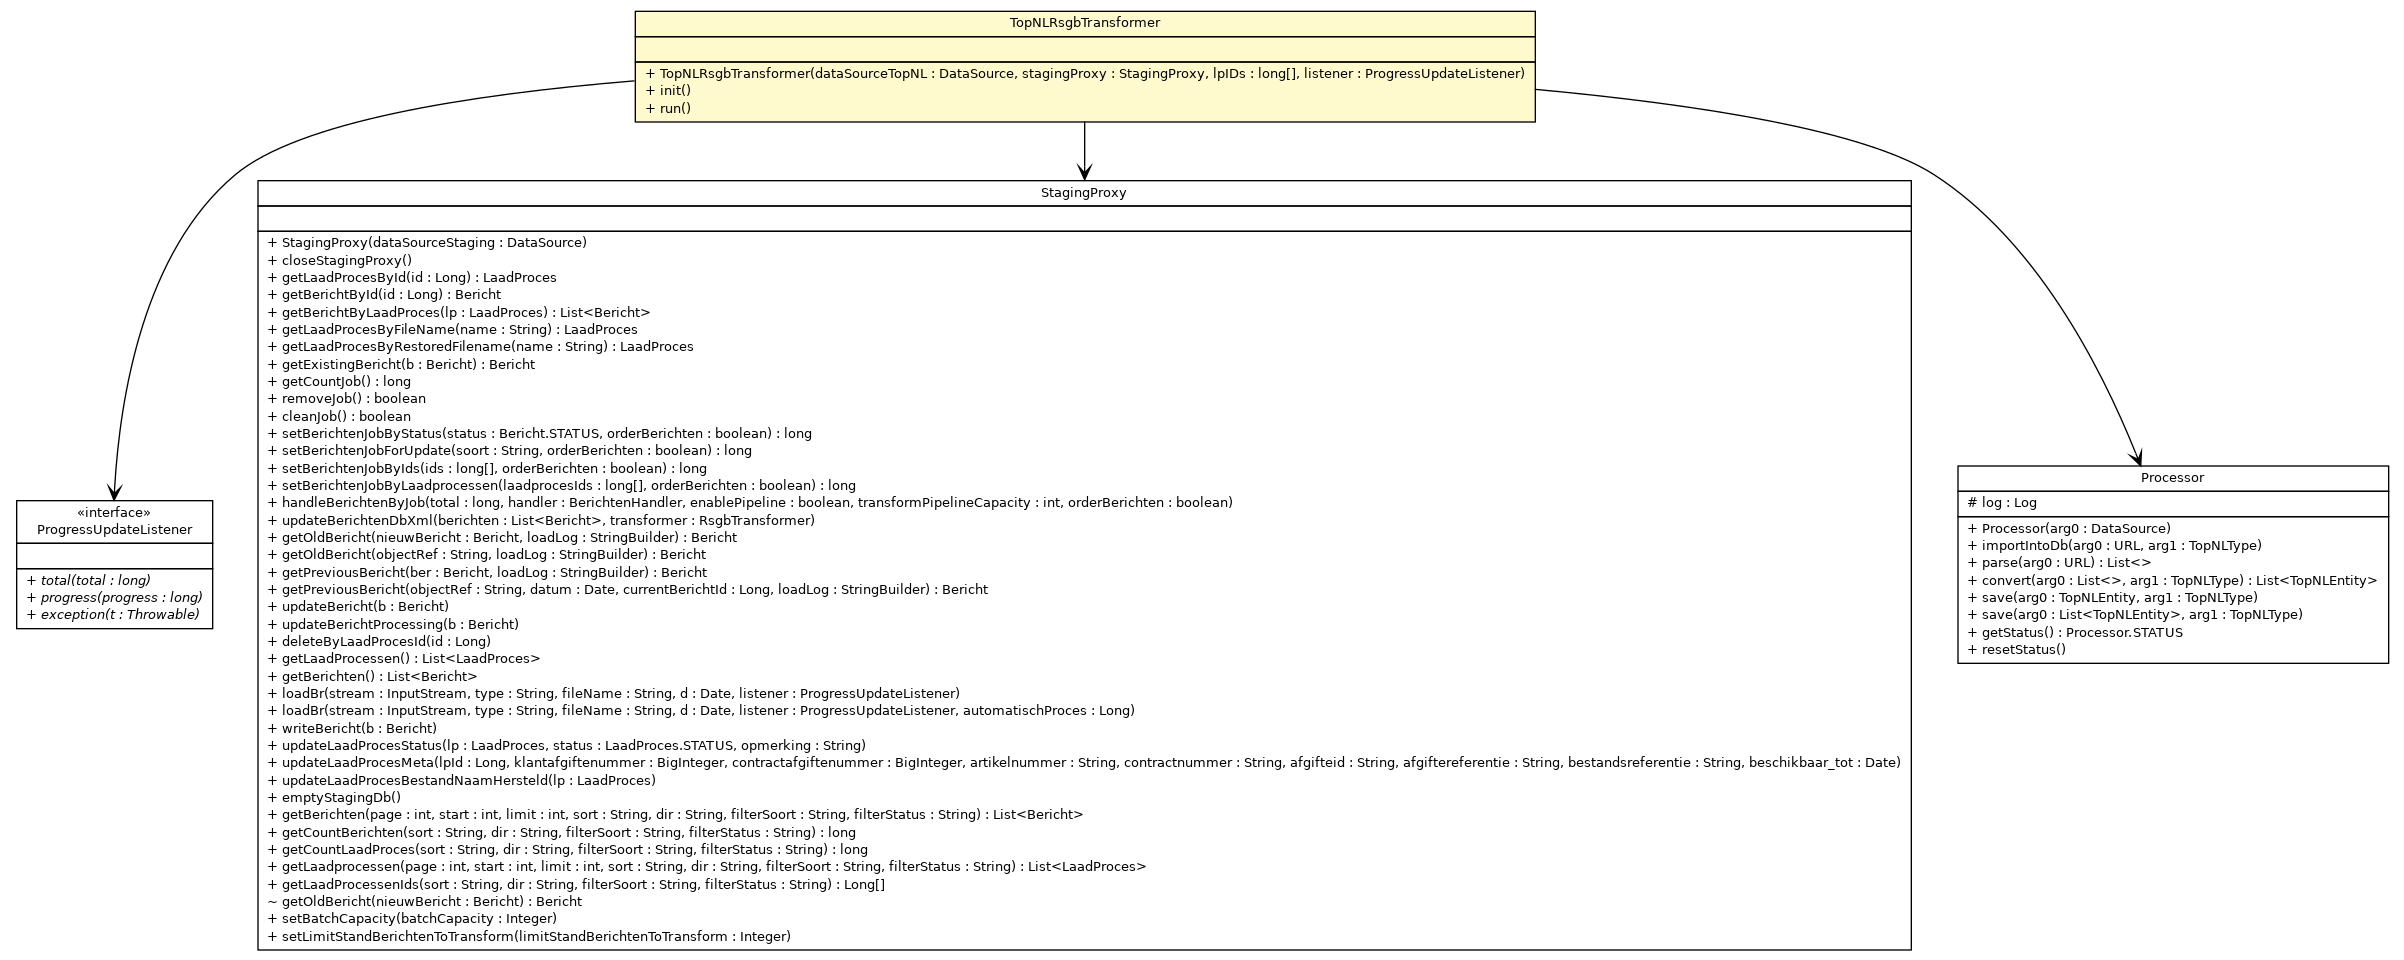 TopNLRsgbTransformer
+ TopNLRsgbTransformer(dataSourceTopNL : DataSource, stagingProxy : StagingProxy, lpIDs : long[], listener : ProgressUpdateListener)
+ init()
+ run()
StagingProxy
+ StagingProxy(dataSourceStaging : DataSource)
+ closeStagingProxy()
+ getLaadProcesById(id : Long) : LaadProces
+ getBerichtById(id : Long) : Bericht
+ getBerichtByLaadProces(lp : LaadProces) : List<Bericht>
+ getLaadProcesByFileName(name : String) : LaadProces
+ getLaadProcesByRestoredFilename(name : String) : LaadProces
+ getExistingBericht(b : Bericht) : Bericht
+ getCountJob() : long
+ removeJob() : boolean
+ cleanJob() : boolean
+ setBerichtenJobByStatus(status : Bericht.STATUS, orderBerichten : boolean) : long
+ setBerichtenJobForUpdate(soort : String, orderBerichten : boolean) : long
+ setBerichtenJobByIds(ids : long[], orderBerichten : boolean) : long
+ setBerichtenJobByLaadprocessen(laadprocesIds : long[], orderBerichten : boolean) : long
+ handleBerichtenByJob(total : long, handler : BerichtenHandler, enablePipeline : boolean, transformPipelineCapacity : int, orderBerichten : boolean)
+ updateBerichtenDbXml(berichten : List<Bericht>, transformer : RsgbTransformer)
+ getOldBericht(nieuwBericht : Bericht, loadLog : StringBuilder) : Bericht
+ getOldBericht(objectRef : String, loadLog : StringBuilder) : Bericht
+ getPreviousBericht(ber : Bericht, loadLog : StringBuilder) : Bericht
+ getPreviousBericht(objectRef : String, datum : Date, currentBerichtId : Long, loadLog : StringBuilder) : Bericht
+ updateBericht(b : Bericht)
+ updateBerichtProcessing(b : Bericht)
+ deleteByLaadProcesId(id : Long)
+ getLaadProcessen() : List<LaadProces>
+ getBerichten() : List<Bericht>
+ loadBr(stream : InputStream, type : String, fileName : String, d : Date, listener : ProgressUpdateListener)
+ loadBr(stream : InputStream, type : String, fileName : String, d : Date, listener : ProgressUpdateListener, automatischProces : Long)
+ writeBericht(b : Bericht)
+ updateLaadProcesStatus(lp : LaadProces, status : LaadProces.STATUS, opmerking : String)
+ updateLaadProcesMeta(lpId : Long, klantafgiftenummer : BigInteger, contractafgiftenummer : BigInteger, artikelnummer : String, contractnummer : String, afgifteid : String, afgiftereferentie : String, bestandsreferentie : String, beschikbaar_tot : Date)
+ updateLaadProcesBestandNaamHersteld(lp : LaadProces)
+ emptyStagingDb()
+ getBerichten(page : int, start : int, limit : int, sort : String, dir : String, filterSoort : String, filterStatus : String) : List<Bericht>
+ getCountBerichten(sort : String, dir : String, filterSoort : String, filterStatus : String) : long
+ getCountLaadProces(sort : String, dir : String, filterSoort : String, filterStatus : String) : long
+ getLaadprocessen(page : int, start : int, limit : int, sort : String, dir : String, filterSoort : String, filterStatus : String) : List<LaadProces>
+ getLaadProcessenIds(sort : String, dir : String, filterSoort : String, filterStatus : String) : Long[]
~ getOldBericht(nieuwBericht : Bericht) : Bericht
+ setBatchCapacity(batchCapacity : Integer)
+ setLimitStandBerichtenToTransform(limitStandBerichtenToTransform : Integer)
«interface»
ProgressUpdateListener
+ total(total : long)
+ progress(progress : long)
+ exception(t : Throwable)
Processor
# log : Log
+ Processor(arg0 : DataSource)
+ importIntoDb(arg0 : URL, arg1 : TopNLType)
+ parse(arg0 : URL) : List<>
+ convert(arg0 : List<>, arg1 : TopNLType) : List<TopNLEntity>
+ save(arg0 : TopNLEntity, arg1 : TopNLType)
+ save(arg0 : List<TopNLEntity>, arg1 : TopNLType)
+ getStatus() : Processor.STATUS
+ resetStatus()